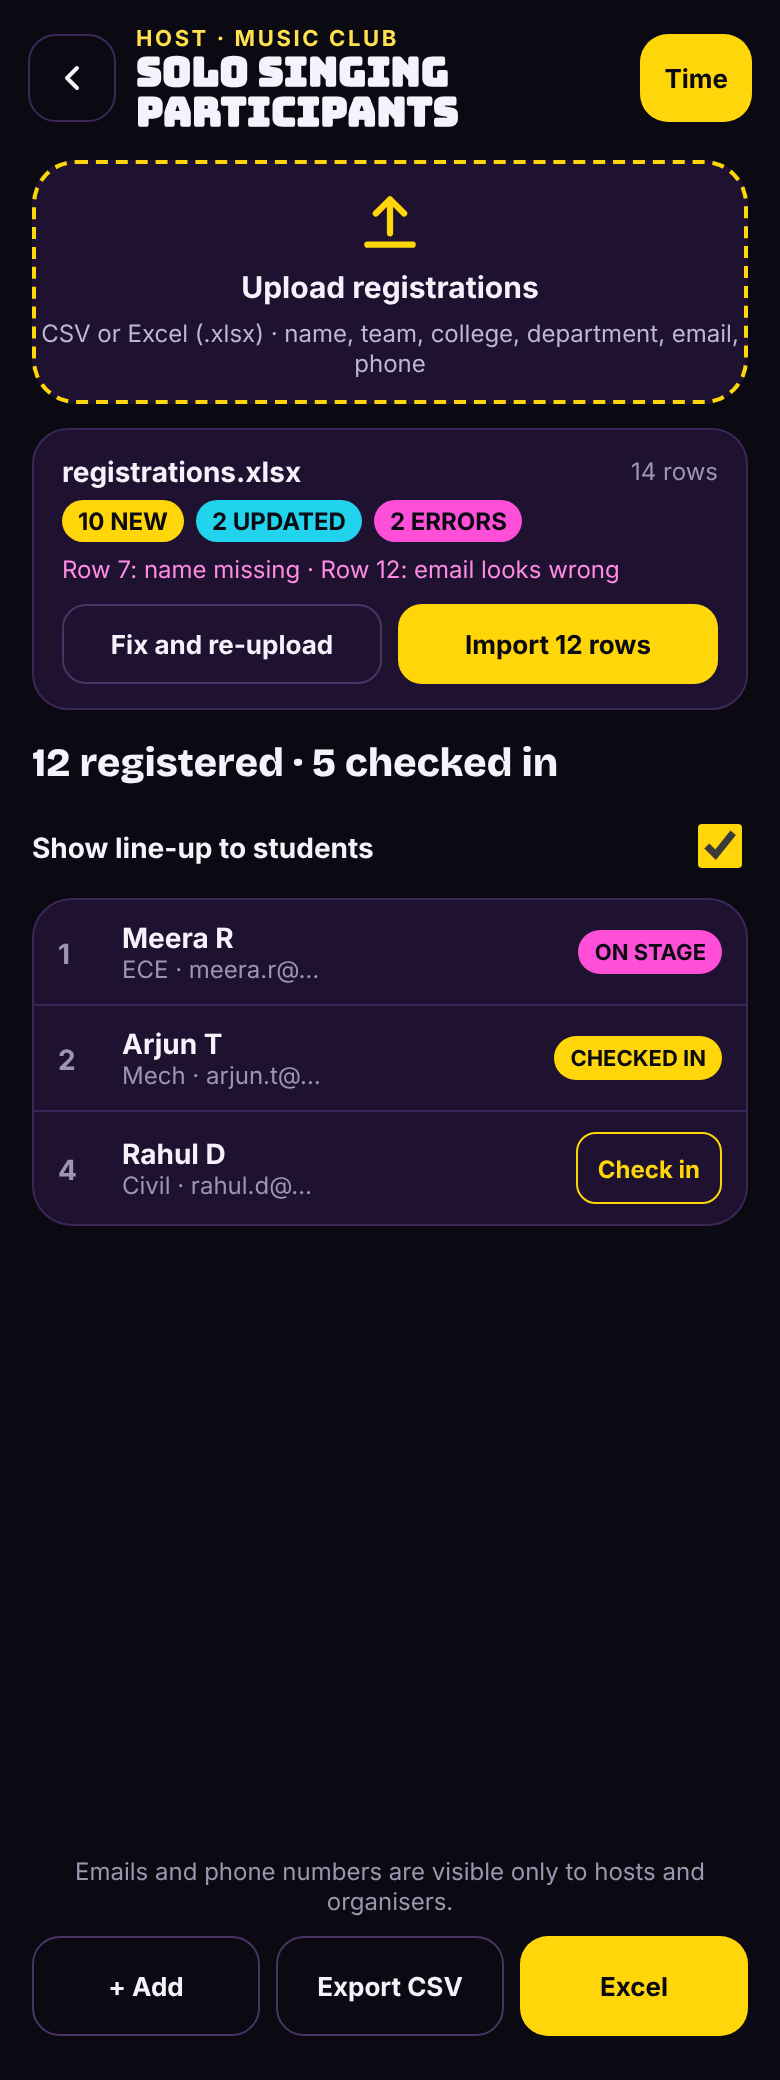 HOST · MUSIC CLUB
SOLO SINGING
PARTICIPANTS
Time
Upload registrations
CSV or Excel (.xlsx) · name, team, college, department, email,
phone
registrations.xlsx
14 rows
10 NEW
2 UPDATED
2 ERRORS
Row 7: name missing · Row 12: email looks wrong
Fix and re-upload
Import 12 rows
12 registered · 5 checked in
Show line-up to students
1
Meera R
ECE · meera.r@...
ON STAGE
2
Arjun T
Mech · arjun.t@...
CHECKED IN
4
Rahul D
Civil · rahul.d@...
Check in
Emails and phone numbers are visible only to hosts and
organisers.
+ Add
Export CSV
Excel